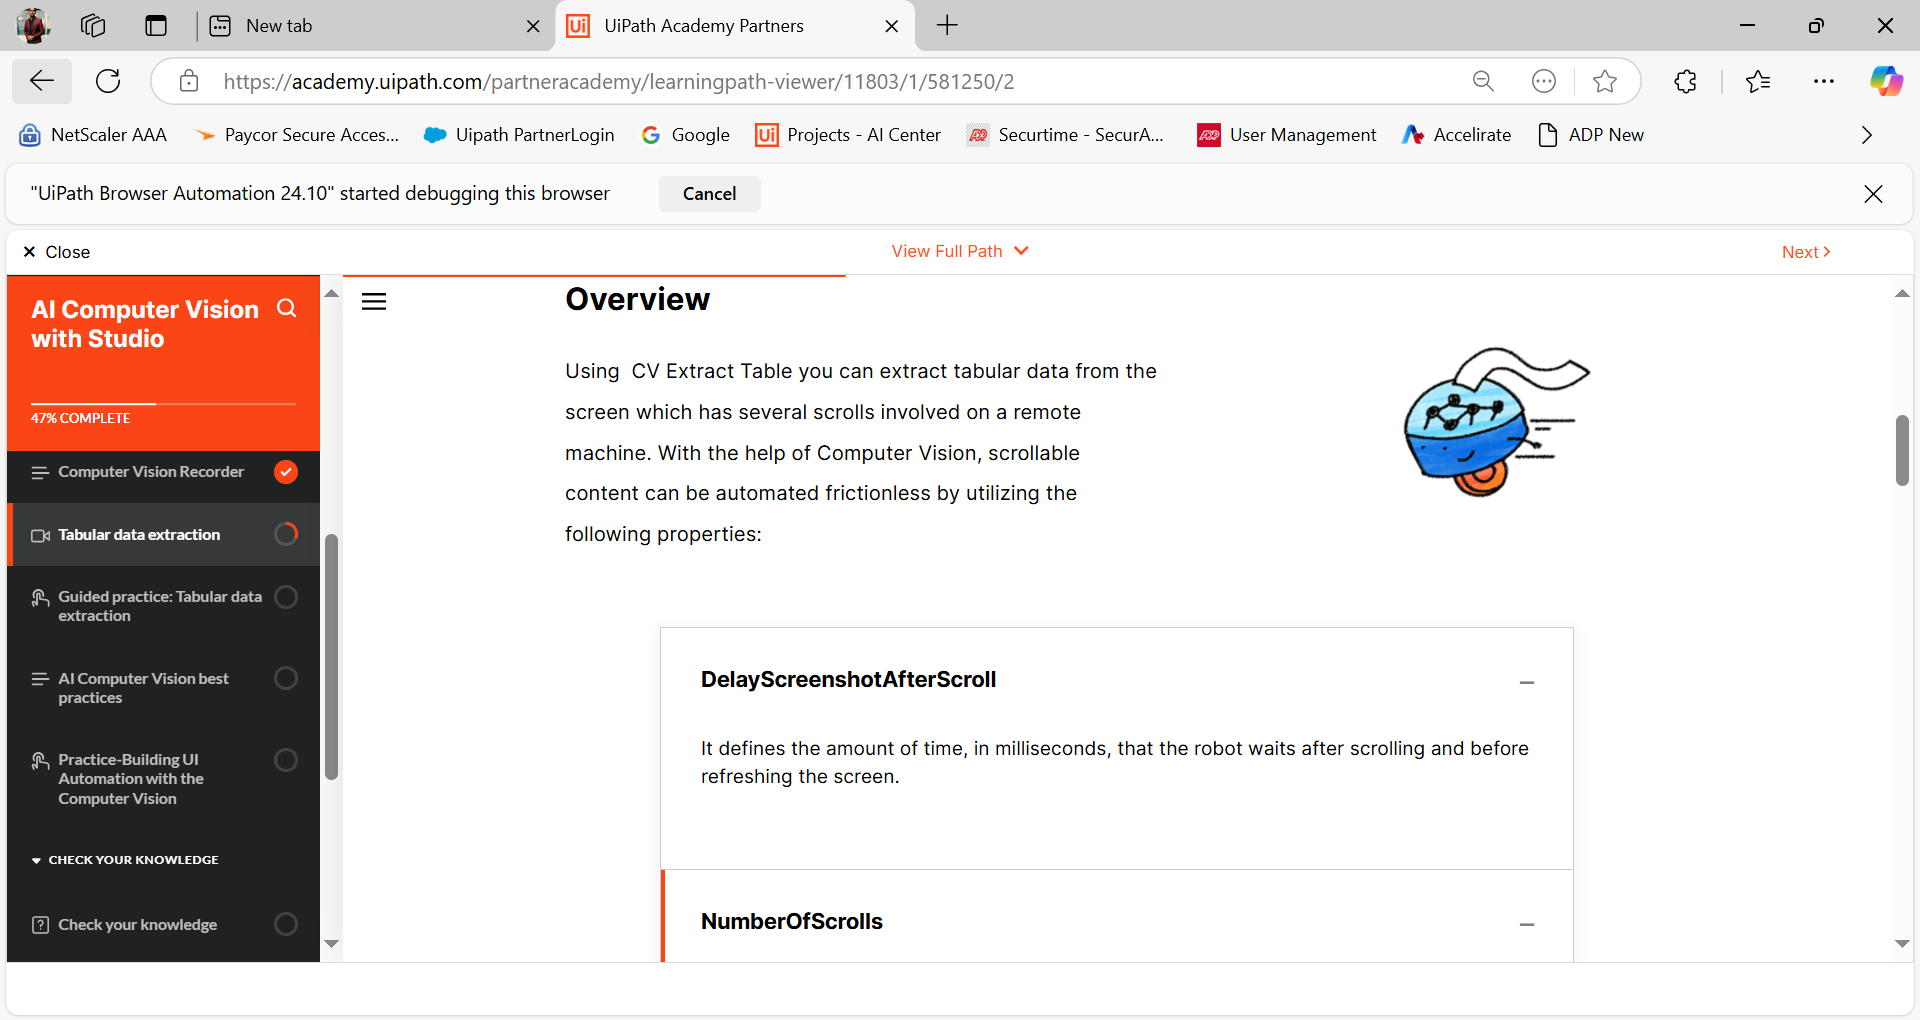 New tab
Ui UiPath Academy Partners
https://academy.uipath.com/partneracademy/learningpath-viewer/11803/1/581250/2
NetScaler AAA Paycor Secure Acces... Uipath PartnerLogin Google Ui Projects - AI Center Securtime - SecurA... User Management Accelirate ADP New
"UiPath Browser Automation 24.10" started debugging this browser Cancel
Close View Full Path Next
AI Computer Vision
with Studio
47% COMPLETE
Computer Vision Recorder
Tabular data extraction
Guided practice: Tabular data
extraction
AI Computer Vision best
practices
Practice-Building UI
Automation with the
Computer Vision
CHECK YOUR KNOWLEDGE
Check your knowledge
Overview
Using CV Extract Table you can extract tabular data from the
screen which has several scrolls involved on a remote
machine. With the help of Computer Vision, scrollable
content can be automated frictionless by utilizing the
following properties:
DelayScreenshotAfterScroll
It defines the amount of time, in milliseconds, that the robot waits after scrolling and before
refreshing the screen.
NumberOfScrolls